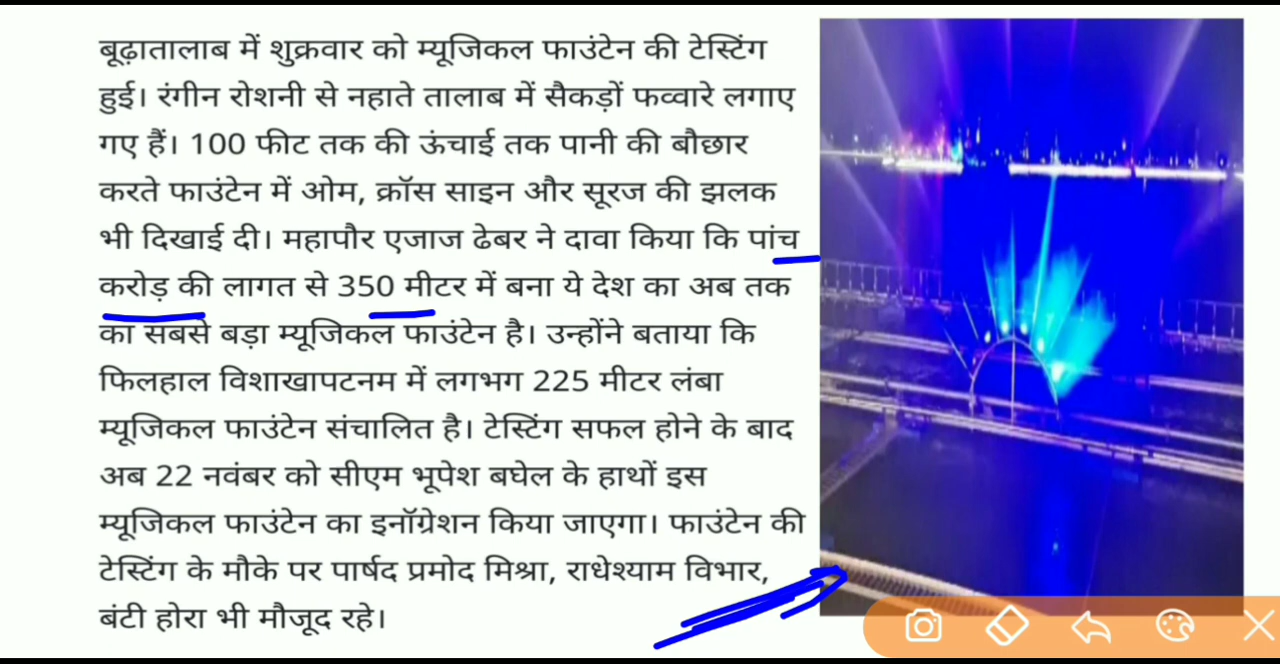 बूढ़ातालाब में शुक्रवार को म्यूजिकल फाउंटेन की टेस्टिंग
हुई। रंगीन रोशनी से नहाते तालाब में सैकड़ों फव्वारे लगाए
गए हैं। 100 फीट तक की ऊंचाई तक पानी की बौछार
करते फाउंटेन में ओम, क्रॉस साइन और सूरज की झलक
भी दिखाई दी। महापौर एजाज ढेबर ने दावा किया कि पांच
करोड़ की लागत से 350 मीटर में बना ये देश का अब तक
का सबसे बड़ा म्यूजिकल फाउंटेन है। उन्होंने बताया कि
फिलहाल विशाखापटनम में लगभग 225 मीटर लंबा
म्यूजिकल फाउंटेन संचालित है। टेस्टिंग सफल होने के बाद
अब 22 नवंबर को सीएम भूपेश बघेल के हाथों इस
म्यूजिकल फाउंटेन का इनॉग्रेशन किया जाएगा। फाउंटेन की
टेस्टिंग के मौके पर पार्षद प्रमोद मिश्रा, राधेश्याम विभार,
बंटी होरा भी मौजूद रहे।